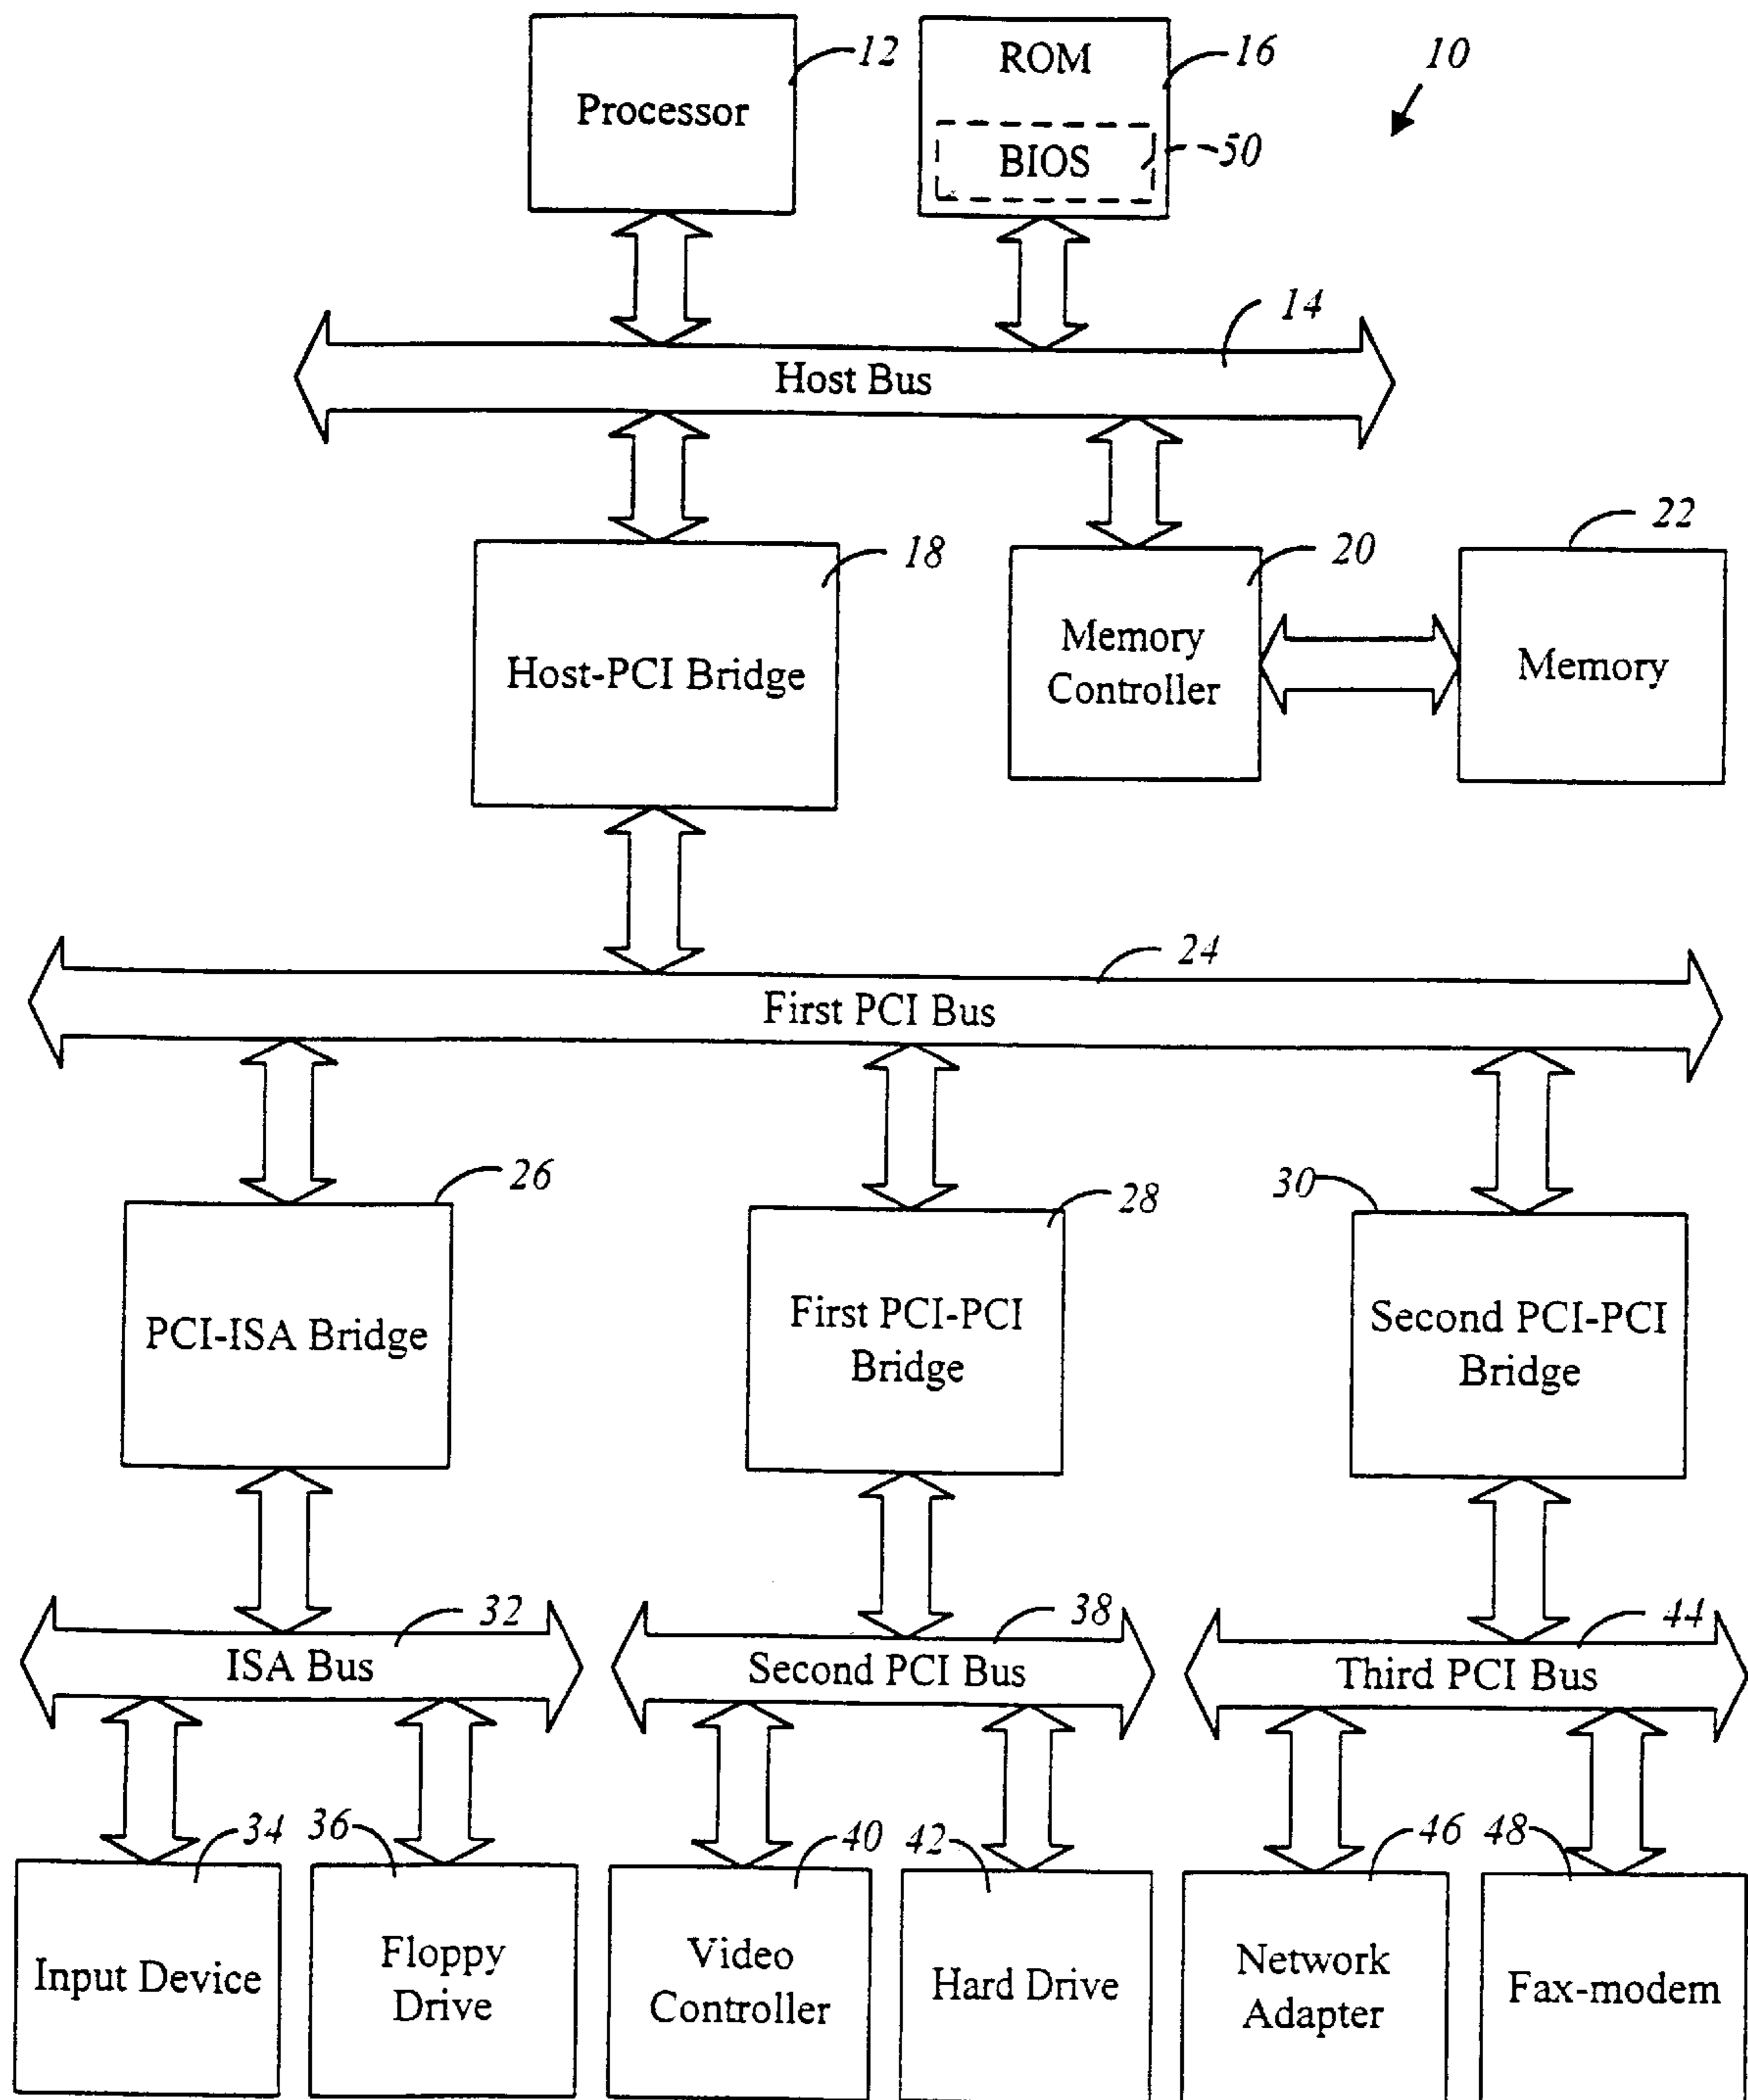 12
16
10
ROM
Processor
BIOS
50
14
Host Bus
18
20
22
Host-PCI Bridge
Memory
Controller
Memory
24
First PCI Bus
26
28
30
PCI-ISA Bridge
First PCI-PCI
Bridge
Second PCI-PCI
Bridge
32
38
44
ISA Bus
Second PCI Bus
Third PCI Bus
34
36
40
42
46
48
Input Device
Floppy
Drive
Video
Controller
Hard Drive
Network
Adapter
Fax-modem